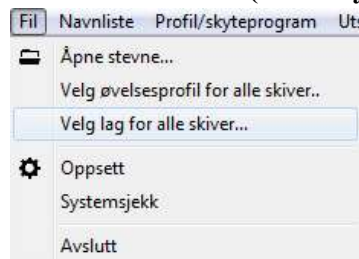 Fil Navnliste Profil/skyteprogram Uts
Åpne stevne...
Velg øvelsesprofil for alle skiver..
Velg lag for alle skiver...
Oppsett
Systemsjekk
Avslutt